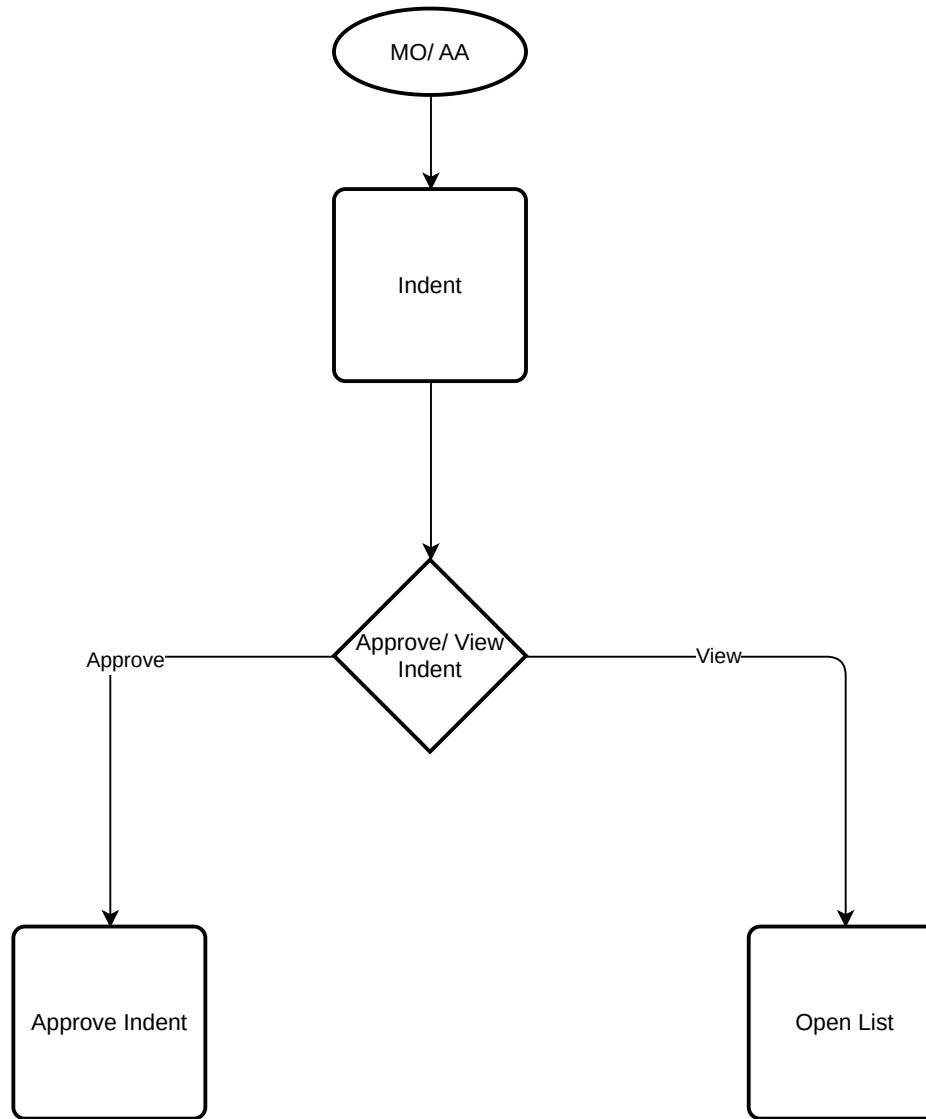 MO/ AA
Indent
Approve/ View
Indent
Approve
View
Approve Indent
Open List